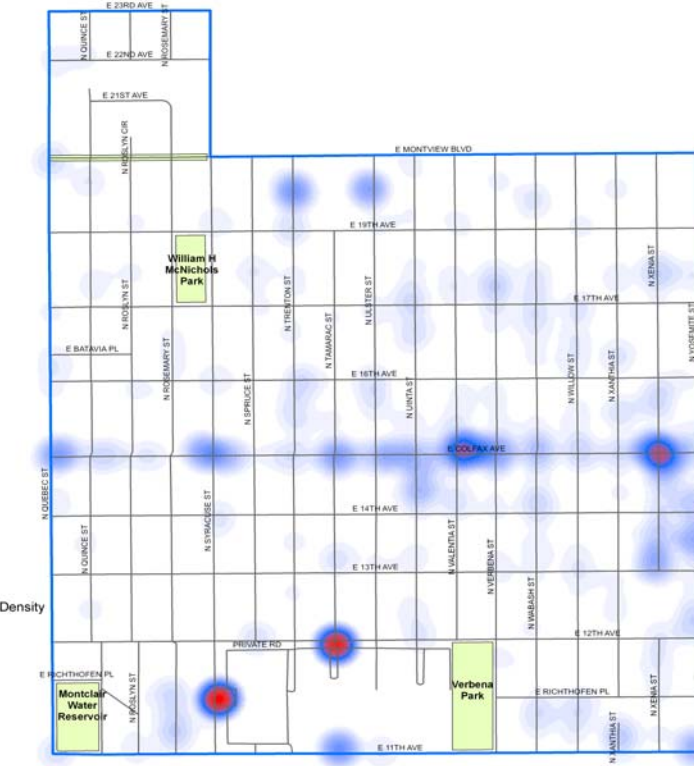 E 23RD AVE
N QUINCE ST
N ROSEMARY ST
E 22ND AVE
E 21ST AVE
N ROSLYN CIR
E MONTVIEW BLVD
E 19TH AVE
William H
McNichols
Park
N XENIA ST
N ROSLYN ST
N TRENTON ST
N ULSTER ST
E 17TH AVE
N YOSEMITE ST
N TAMARAC ST
E BATAVIA PL
N ROSEMARY ST
E 16TH AVE
N SPRUCE ST
N UINTA ST
N WILLOW ST
N XANTHIA ST
E COLFAX AVE
N QUEBEC ST
N SYRACUSE ST
E 14TH AVE
N QUINCE ST
N VALENTIA ST
N VERBENA ST
E 13TH AVE
N WABASH ST
Density
E 12TH AVE
PRIVATE RD
E RICHTHOFEN PL
Montclair
Water
Reservoir
N ROSLYN ST
Verbena
Park
E RICHTHOFEN PL
N XENIA ST
N XANTHIA ST
E 11TH AVE